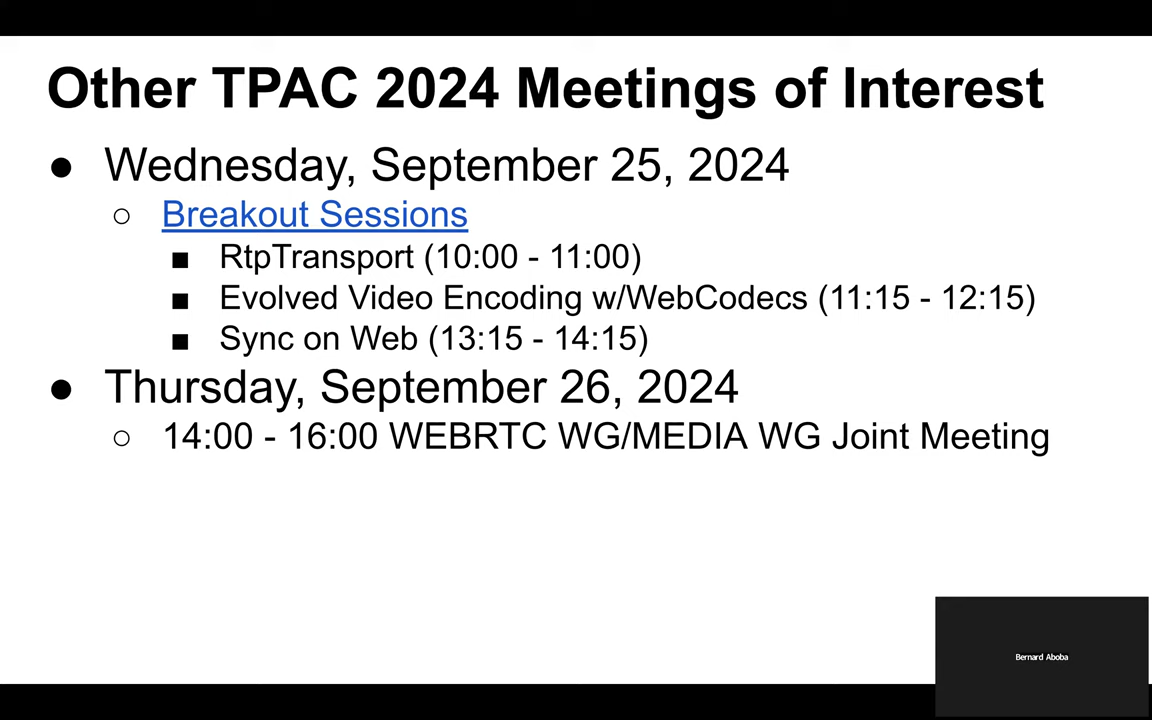 Other TPAC 2024 Meetings of Interest
● Wednesday, September 25, 2024
○ Breakout Sessions
■ RtpTransport (10:00 - 11:00)
■ Evolved Video Encoding w/WebCodecs (11:15 - 12:15)
■ Sync on Web (13:15 - 14:15)
● Thursday, September 26, 2024
○ 14:00 - 16:00 WEBRTC WG/MEDIA WG Joint Meeting
Bernard Aboba